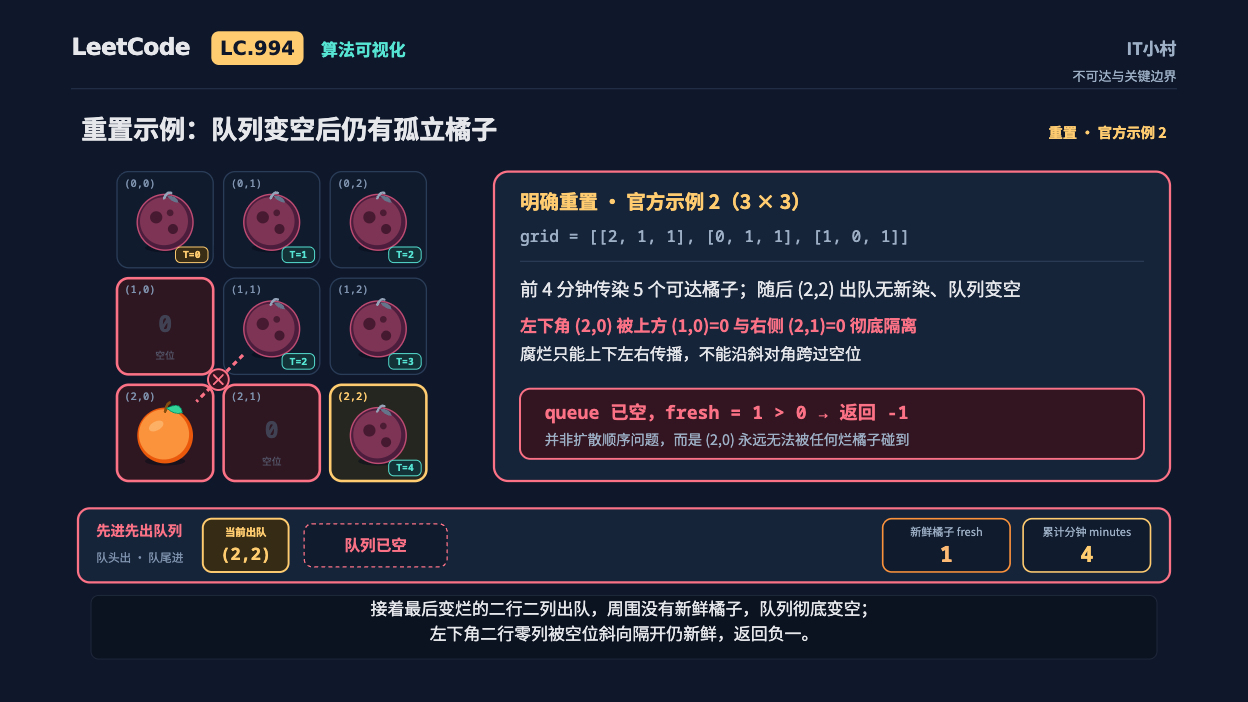 LeetCode LC.994 算法可视化
IT小村
不可达与关键边界
重置示例：队列变空后仍有孤立橘子
重置 · 官方示例 2
(0,0) (0,1) (0,2)
T=0 T=1 T=2
(1,0) (1,1) (1,2)
0
空位
T=2 T=3
(2,0) (2,1) (2,2)
0
空位
T=4
明确重置 · 官方示例 2（3 × 3）
grid = [[2, 1, 1], [0, 1, 1], [1, 0, 1]]
前 4 分钟传染 5 个可达橘子；随后 (2,2) 出队无新染、队列变空
左下角 (2,0) 被上方 (1,0)=0 与右侧 (2,1)=0 彻底隔离
腐烂只能上下左右传播，不能沿斜对角跨过空位
queue 已空，fresh = 1 > 0 → 返回 -1
并非扩散顺序问题，而是 (2,0) 永远无法被任何烂橘子碰到
先进先出队列
队头出 · 队尾进
当前出队
(2,2)
队列已空
新鲜橘子 fresh
1
累计分钟 minutes
4
接着最后变烂的二行二列出队，周围没有新鲜橘子，队列彻底变空；
左下角二行零列被空位斜向隔开仍新鲜，返回负一。